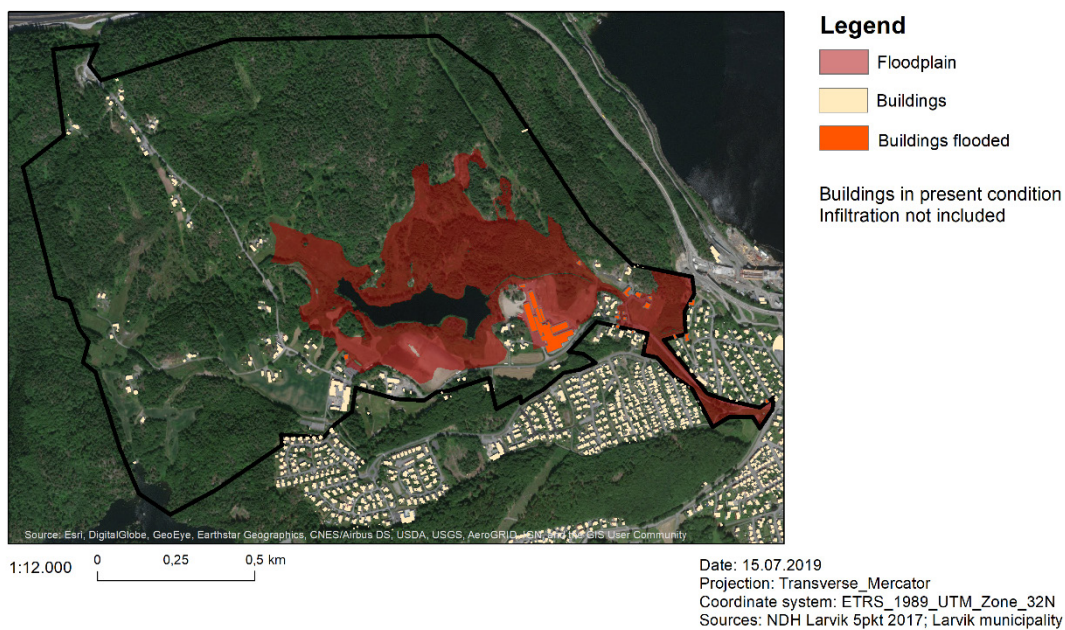 Legend
Floodplain
Buildings
Buildings flooded
Buildings in present condition
Infiltration not included
Source: Esri, DigitalGlobe, GeoEye, Earthstar Geographics, CNES/Airbus DS, USDA, USGS, AeroGRID, IGN, and the GIS User Community
1:12.000
0 0,25 0,5 km
Date: 15.07.2019
Projection: Transverse_Mercator
Coordinate system: ETRS_1989_UTM_Zone_32N
Sources: NDH Larvik 5pkt 2017; Larvik municipality